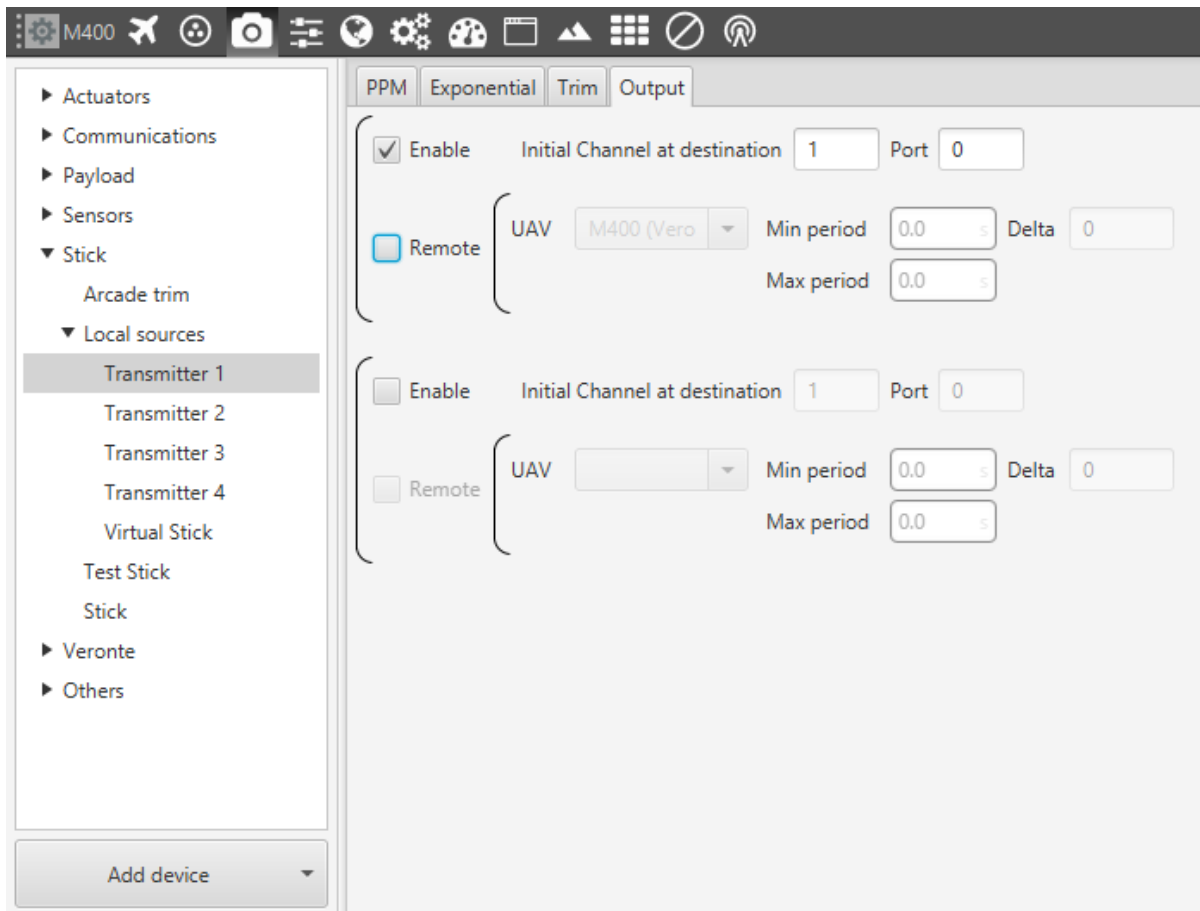 M400
Actuators
Communications
Payload
Sensors
Stick
Arcade trim
Local sources
Transmitter 1
Transmitter 2
Transmitter 3
Transmitter 4
Virtual Stick
Test Stick
Stick
Veronte
Others
Add device
PPM Exponential Trim Output
Enable Initial Channel at destination 1 Port 0
Remote UAV M400 (Vero Min period 0.0 s Delta 0
Max period 0.0 s
Enable Initial Channel at destination 1 Port 0
Remote UAV Min period 0.0 s Delta 0
Max period 0.0 s